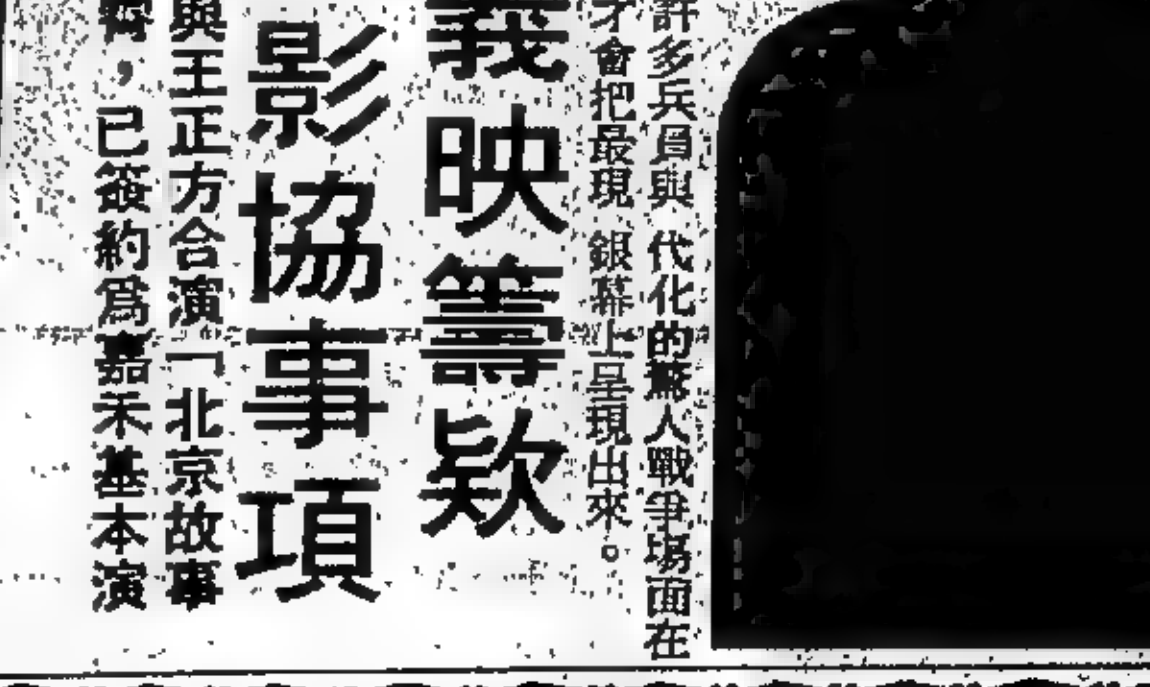 許多兵員與代化的驚人戰爭場面在
才會把最現銀幕上呈現出來。
義映籌欵
影協事項
與王正方合演「北京故事
，已簽約爲嘉禾基本演